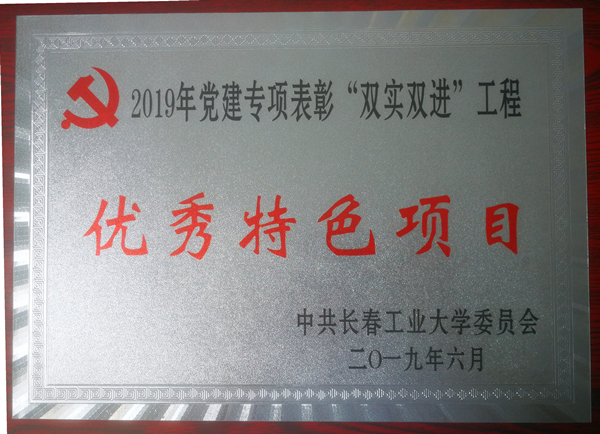 2019年党建专项表彰“双实双进”工程
优秀特色项目
中共长春工业大学委员会
二〇一九年六月